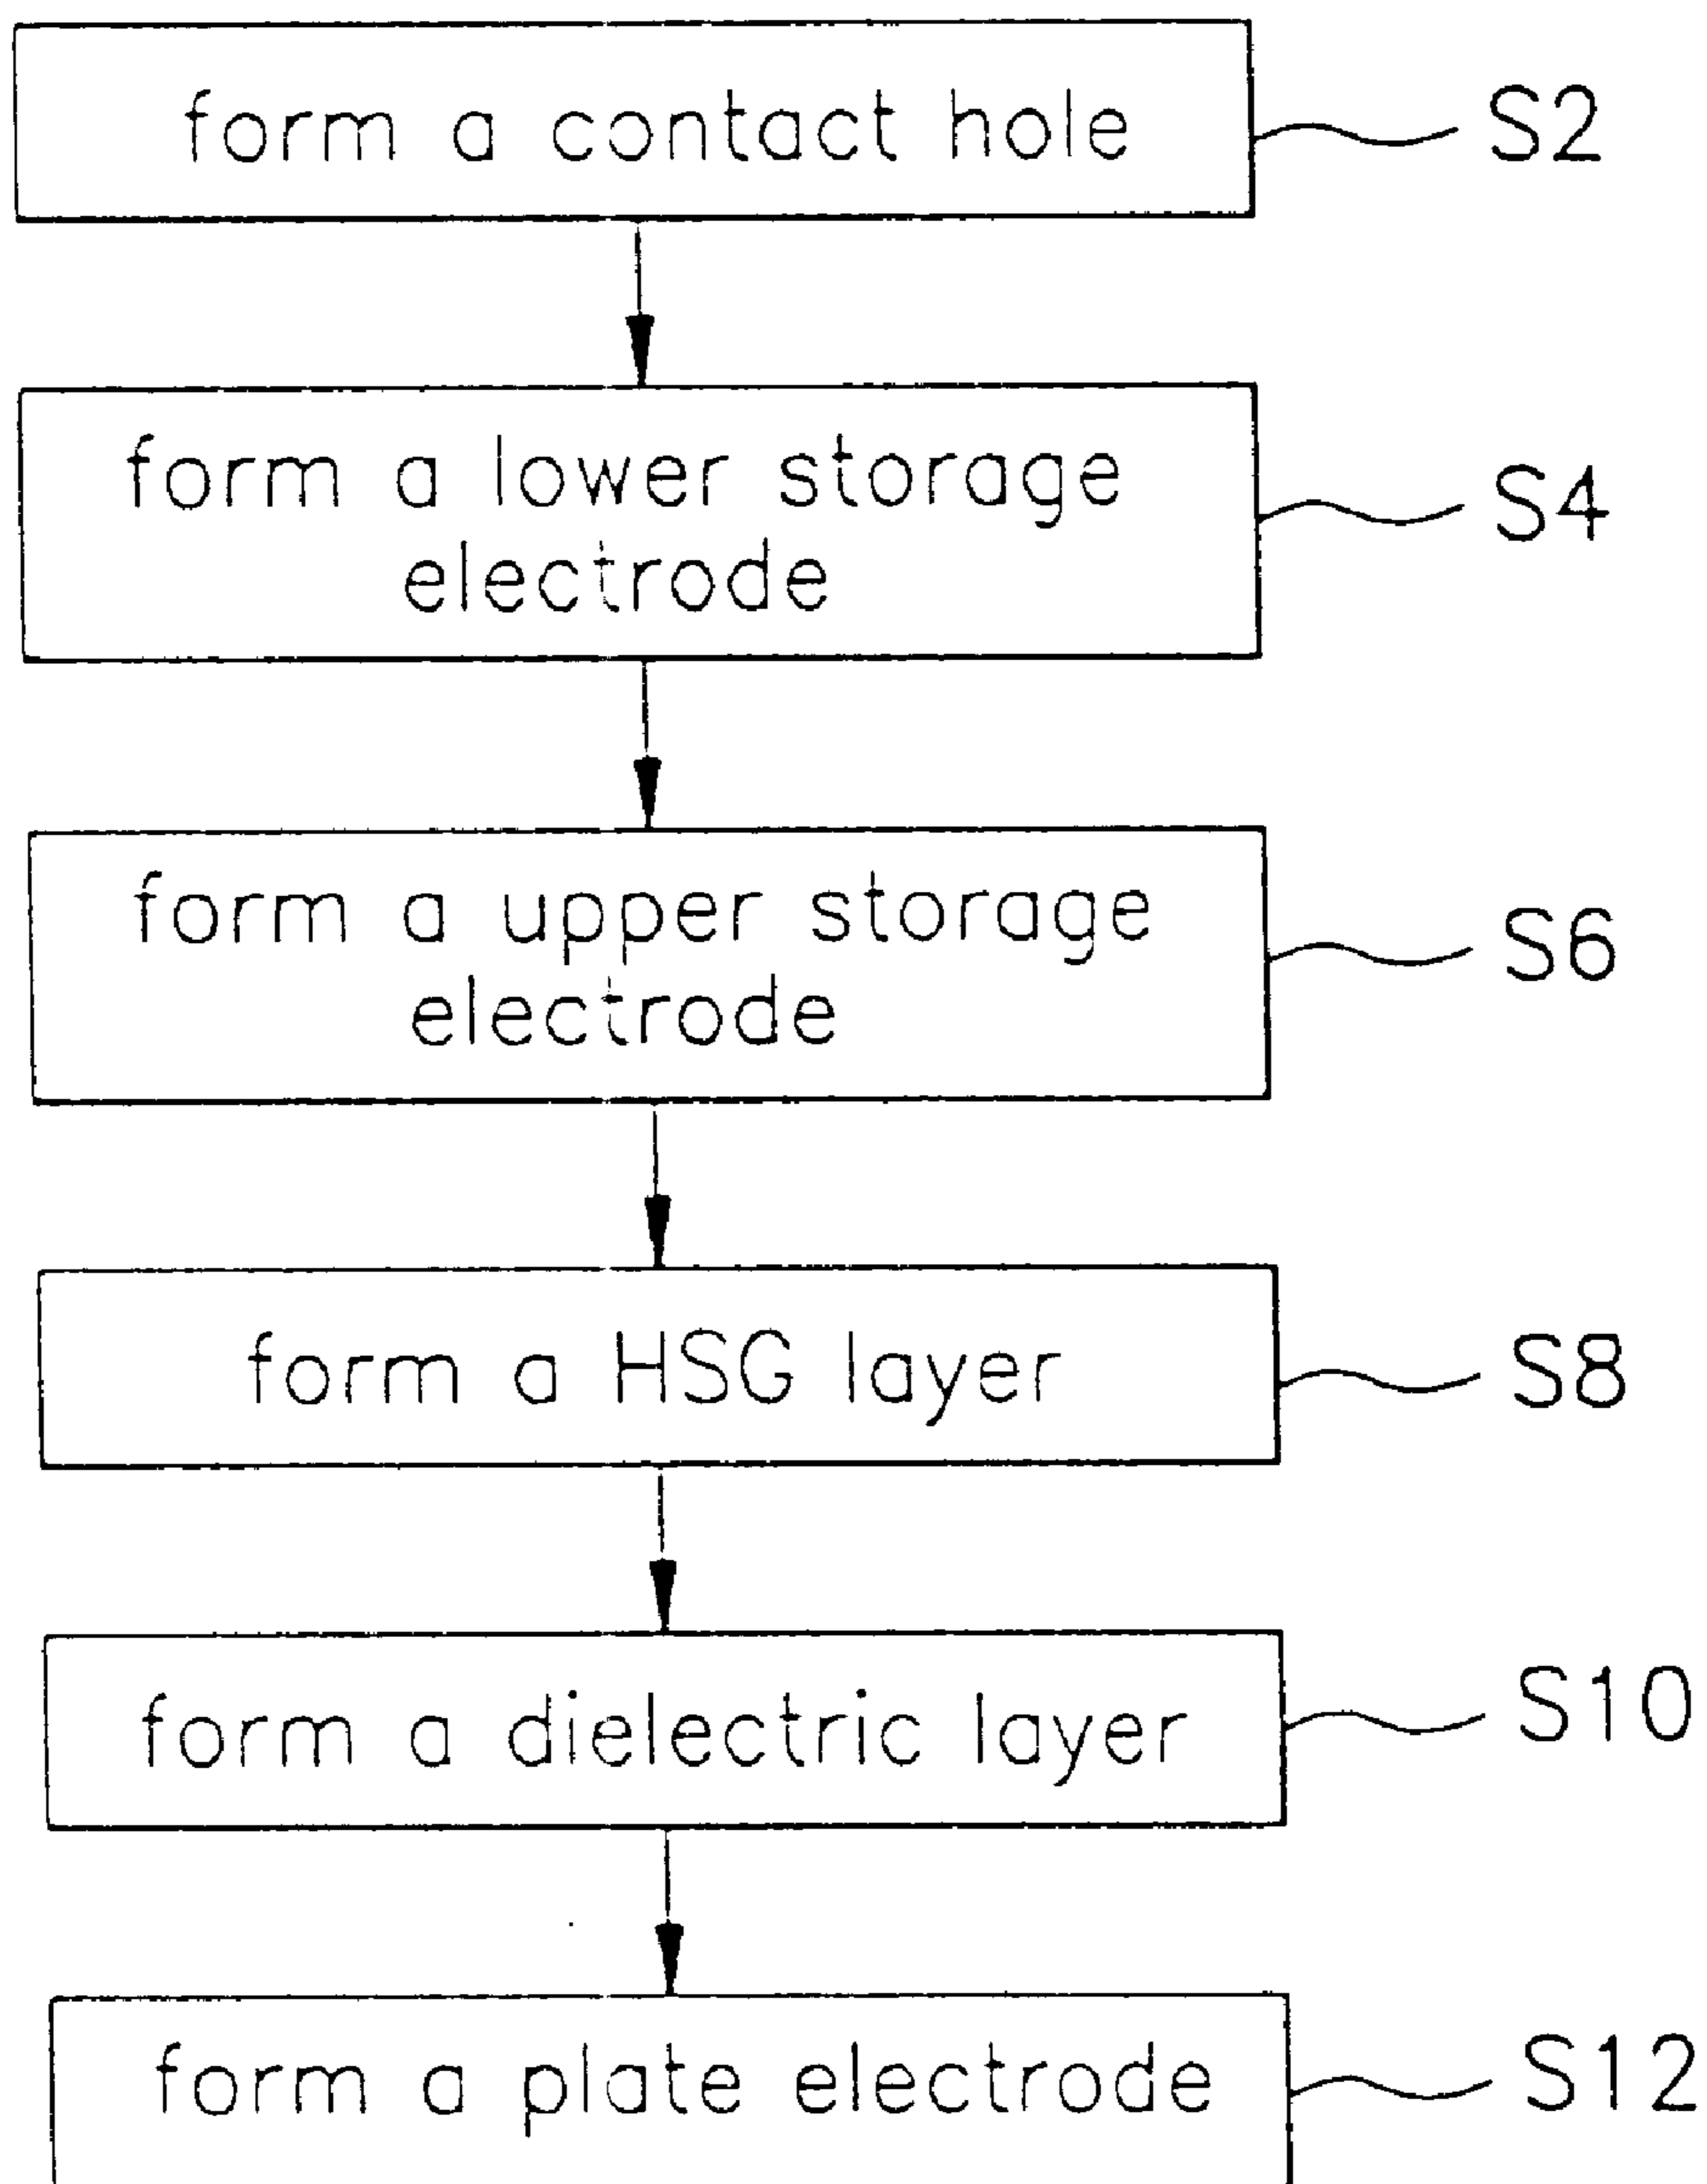 form a contact hole S2
form a lower storage
electrode S4
form a upper storage
electrode S6
form a HSG layer S8
form a dielectric layer S10
form a plate electrode S12